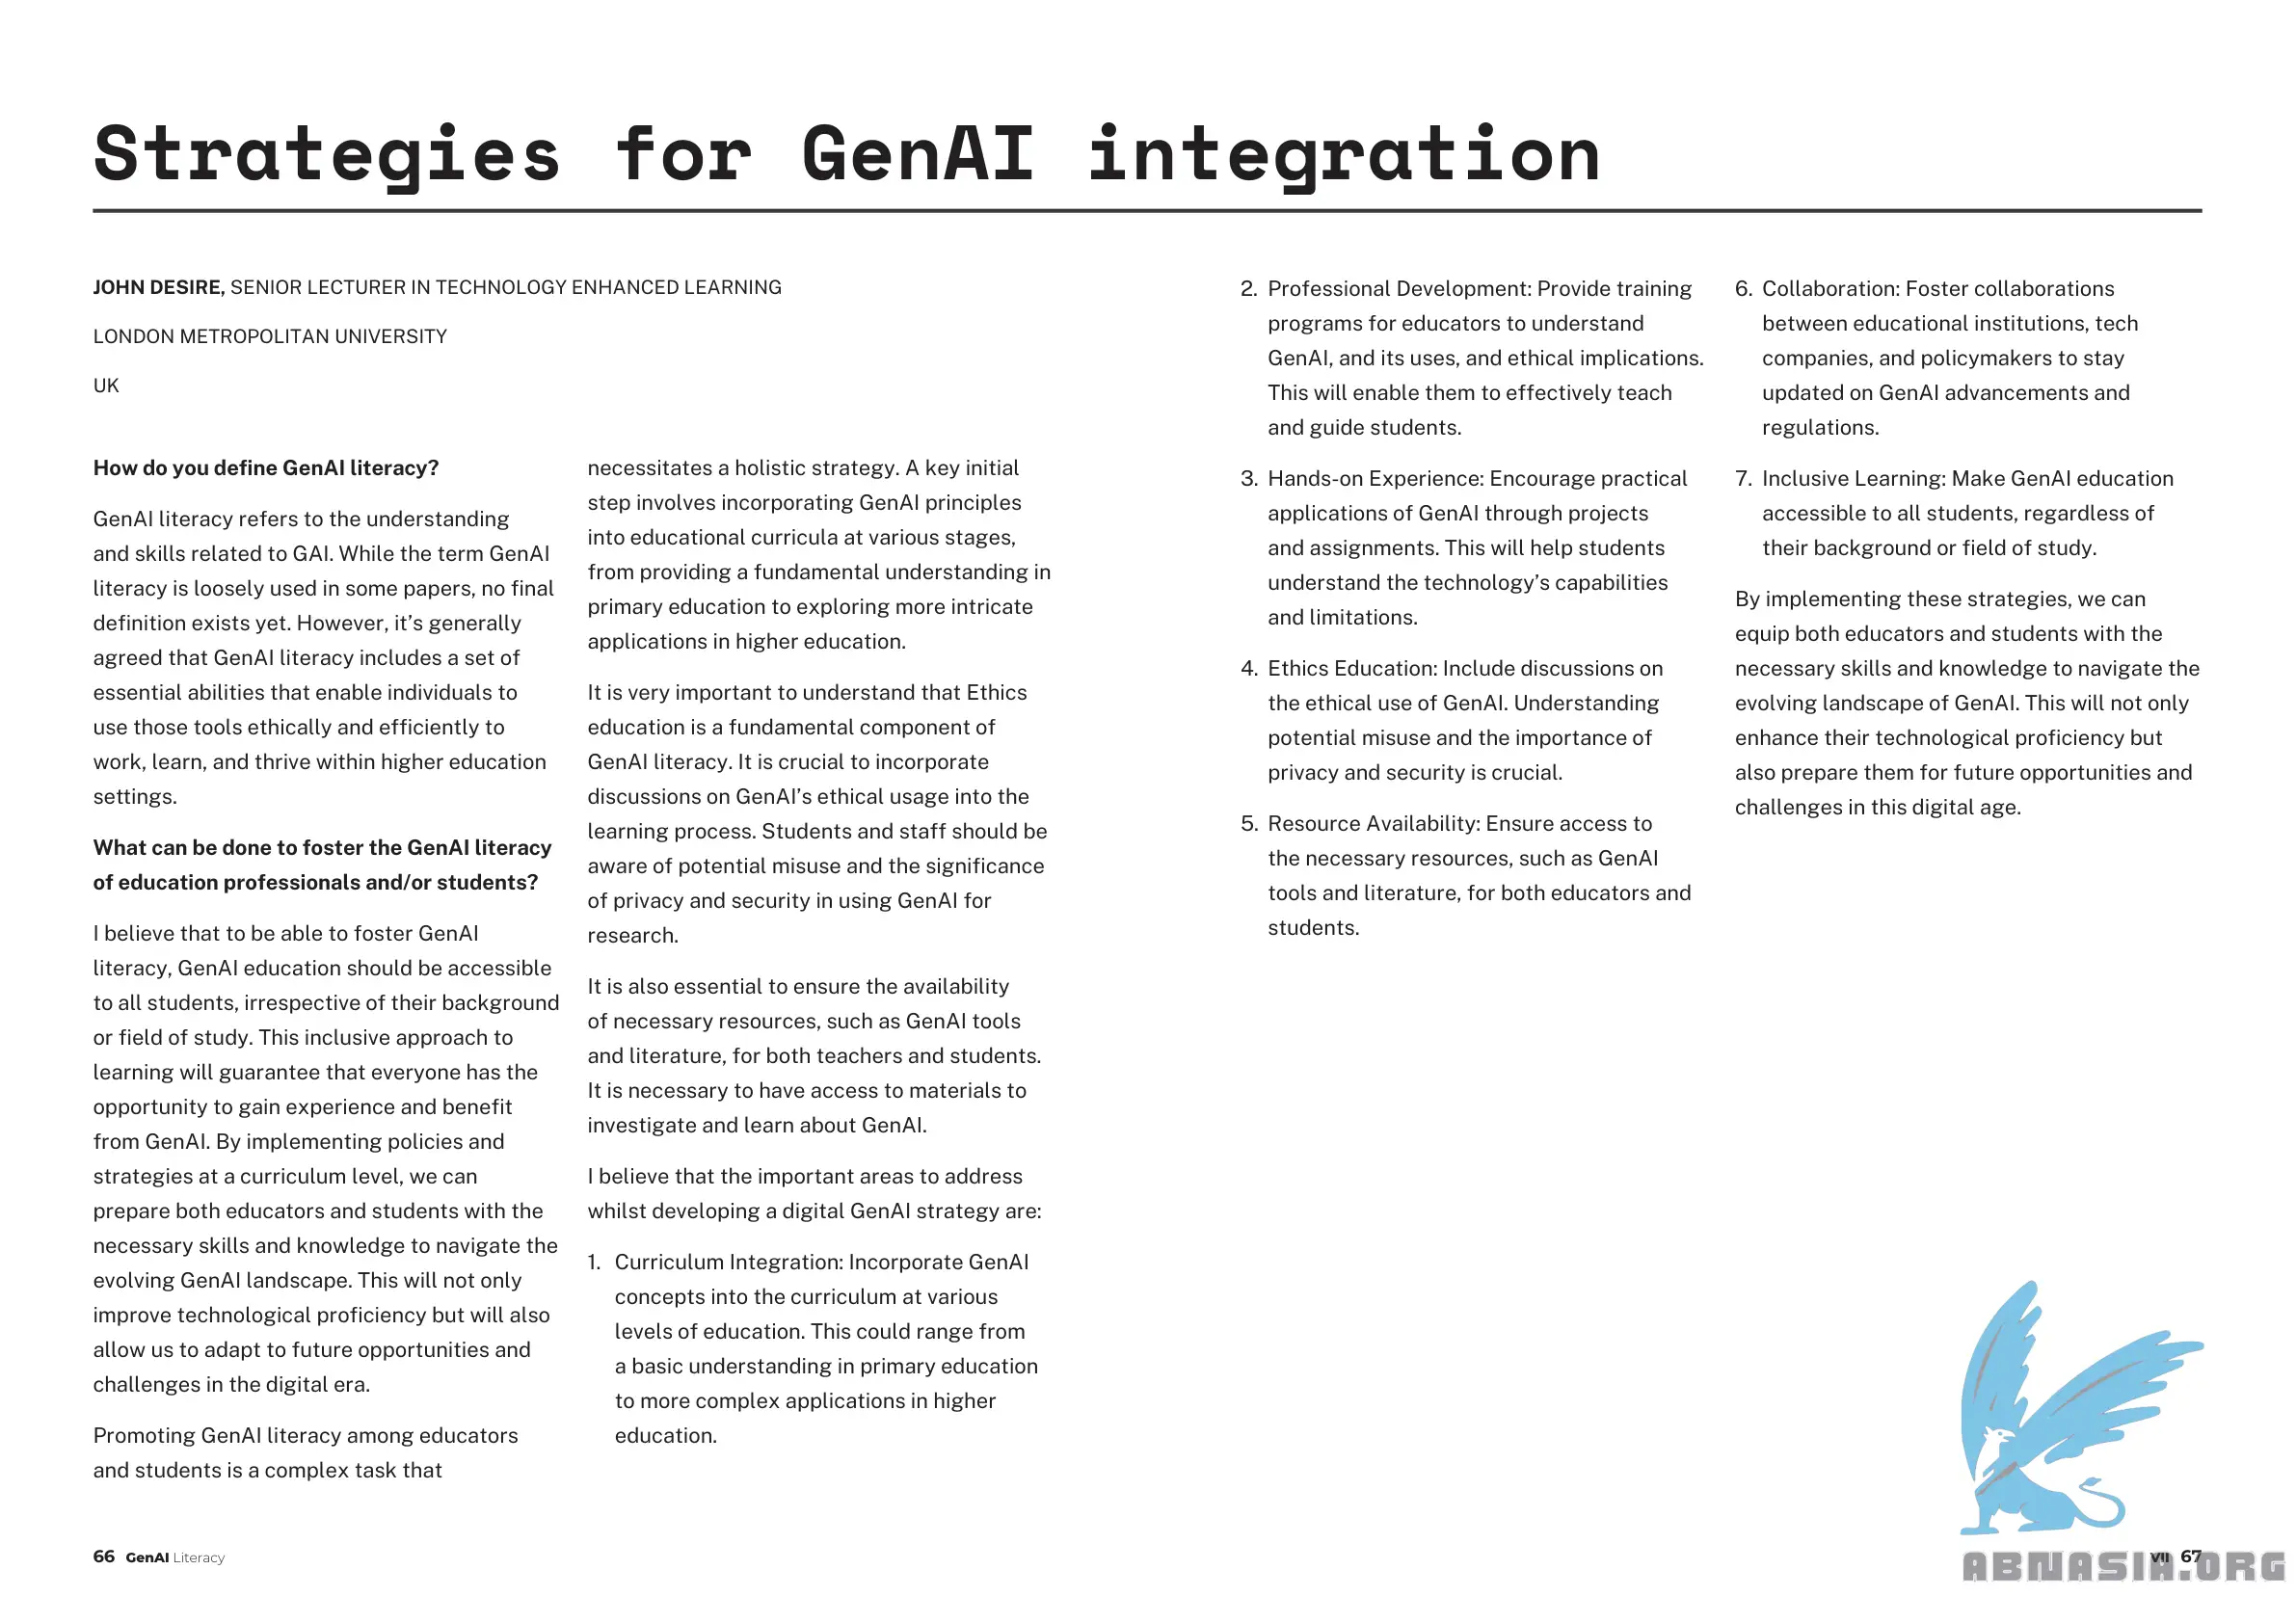 Strategies for GenAI integration
JOHN DESIRE, SENIOR LECTURER IN TECHNOLOGY ENHANCED LEARNING
LONDON METROPOLITAN UNIVERSITY
UK
How do you define GenAI literacy?
GenAI literacy refers to the understanding
and skills related to GAI. While the term GenAI
literacy is loosely used in some papers, no final
definition exists yet. However, it’s generally
agreed that GenAI literacy includes a set of
essential abilities that enable individuals to
use those tools ethically and efficiently to
work, learn, and thrive within higher education
settings.
What can be done to foster the GenAI literacy
of education professionals and/or students?
I believe that to be able to foster GenAI
literacy, GenAI education should be accessible
to all students, irrespective of their background
or field of study. This inclusive approach to
learning will guarantee that everyone has the
opportunity to gain experience and benefit
from GenAI. By implementing policies and
strategies at a curriculum level, we can
prepare both educators and students with the
necessary skills and knowledge to navigate the
evolving GenAI landscape. This will not only
improve technological proficiency but will also
allow us to adapt to future opportunities and
challenges in the digital era.
Promoting GenAI literacy among educators
and students is a complex task that
necessitates a holistic strategy. A key initial
step involves incorporating GenAI principles
into educational curricula at various stages,
from providing a fundamental understanding in
primary education to exploring more intricate
applications in higher education.
It is very important to understand that Ethics
education is a fundamental component of
GenAI literacy. It is crucial to incorporate
discussions on GenAI’s ethical usage into the
learning process. Students and staff should be
aware of potential misuse and the significance
of privacy and security in using GenAI for
research.
It is also essential to ensure the availability
of necessary resources, such as GenAI tools
and literature, for both teachers and students.
It is necessary to have access to materials to
investigate and learn about GenAI.
I believe that the important areas to address
whilst developing a digital GenAI strategy are:
1. Curriculum Integration: Incorporate GenAI
concepts into the curriculum at various
levels of education. This could range from
a basic understanding in primary education
to more complex applications in higher
education.
2. Professional Development: Provide training
programs for educators to understand
GenAI, and its uses, and ethical implications.
This will enable them to effectively teach
and guide students.
3. Hands-on Experience: Encourage practical
applications of GenAI through projects
and assignments. This will help students
understand the technology’s capabilities
and limitations.
4. Ethics Education: Include discussions on
the ethical use of GenAI. Understanding
potential misuse and the importance of
privacy and security is crucial.
5. Resource Availability: Ensure access to
the necessary resources, such as GenAI
tools and literature, for both educators and
students.
6. Collaboration: Foster collaborations
between educational institutions, tech
companies, and policymakers to stay
updated on GenAI advancements and
regulations.
7. Inclusive Learning: Make GenAI education
accessible to all students, regardless of
their background or field of study.
By implementing these strategies, we can
equip both educators and students with the
necessary skills and knowledge to navigate the
evolving landscape of GenAI. This will not only
enhance their technological proficiency but
also prepare them for future opportunities and
challenges in this digital age.
66 GenAI Literacy
VII 67
ABNASIA.ORG